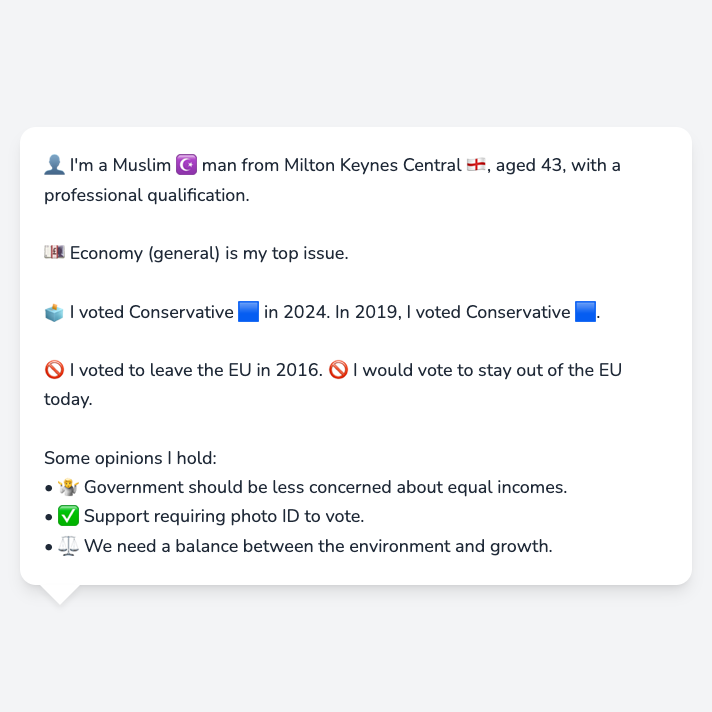 👤 I'm a Muslim ☪️ man from Milton Keynes Central 🏴󠁧󠁢󠁥󠁮󠁧󠁿, aged 43, with a
professional qualification.
💷 Economy (general) is my top issue.
🗳️ I voted Conservative 🟦 in 2024. In 2019, I voted Conservative 🟦.
🚫 I voted to leave the EU in 2016. 🚫 I would vote to stay out of the EU
today.
Some opinions I hold:
• 🤷 Government should be less concerned about equal incomes.
• ✅ Support requiring photo ID to vote.
• ⚖️ We need a balance between the environment and growth.